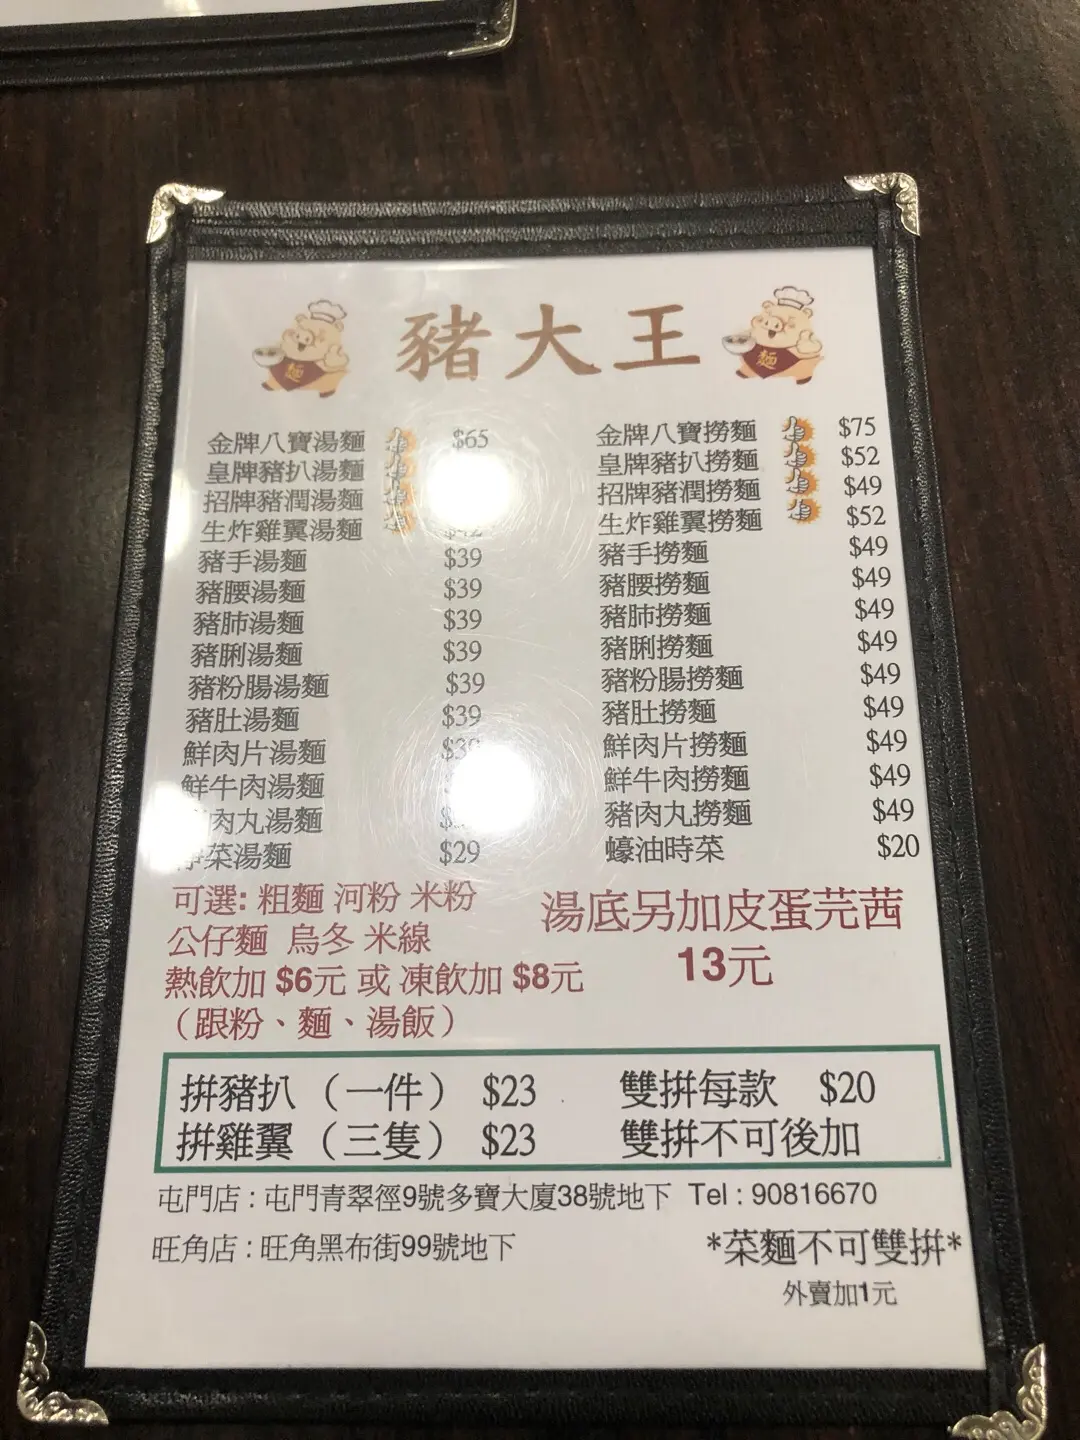 豬大王
麵
麵
金牌八寶湯麵 $65
皇牌豬扒湯麵
招牌豬潤湯麵
生炸雞翼湯麵 $42
豬手湯麵 $39
豬腰湯麵 $39
豬肺湯麵 $39
豬脷湯麵 $39
豬粉腸湯麵 $39
豬肚湯麵 $39
鮮肉片湯麵 $39
鮮牛肉湯麵
肉丸湯麵
菜湯麵 $29
金牌八寶撈麵 $75
皇牌豬扒撈麵 $52
招牌豬潤撈麵 $49
生炸雞翼撈麵 $52
豬手撈麵 $49
豬腰撈麵 $49
豬肺撈麵 $49
豬脷撈麵 $49
豬粉腸撈麵 $49
豬肚撈麵 $49
鮮肉片撈麵 $49
鮮牛肉撈麵 $49
豬肉丸撈麵 $49
蠔油時菜 $20
可選: 粗麵 河粉 米粉
公仔麵 烏冬 米線
熱飲加 $6元 或 凍飲加 $8元
（跟粉、麵、湯飯）
湯底另加皮蛋芫茜
13元
拚豬扒（一件） $23 雙拚每款 $20
拚雞翼（三隻） $23 雙拚不可後加
屯門店 : 屯門青翠徑9號多寶大廈38號地下 Tel : 90816670
旺角店 : 旺角黑布街99號地下
*菜麵不可雙拚*
外賣加1元